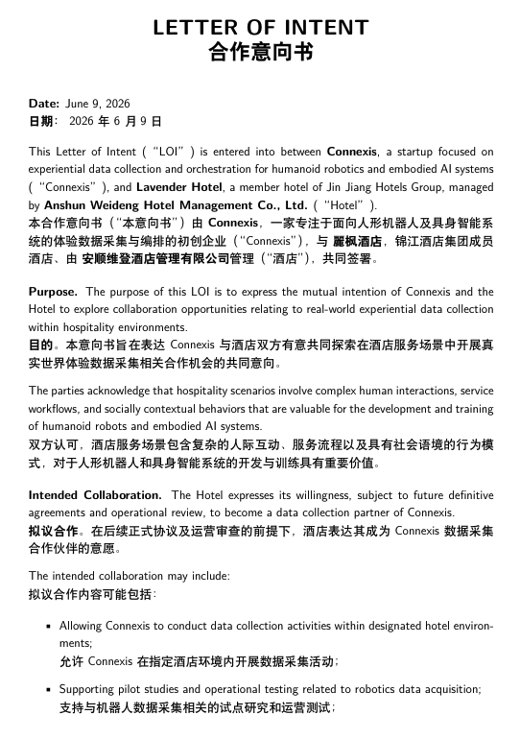 LETTER OF INTENT
合作意向书
Date: June 9, 2026
日期： 2026 年 6 月 9 日
This Letter of Intent ( “LOI” ) is entered into between Connexis, a startup focused on
experiential data collection and orchestration for humanoid robotics and embodied AI systems
( “Connexis” ), and Lavender Hotel, a member hotel of Jin Jiang Hotels Group, managed
by Anshun Weideng Hotel Management Co., Ltd. ( “Hotel” ).
本合作意向书（“本意向书”）由 Connexis，一家专注于面向人形机器人及具身智能系
统的体验数据采集与编排的初创企业（“Connexis”），与 麗枫酒店，锦江酒店集团成员
酒店、由 安顺维登酒店管理有限公司管理（“酒店”），共同签署。
Purpose. The purpose of this LOI is to express the mutual intention of Connexis and the
Hotel to explore collaboration opportunities relating to real-world experiential data collection
within hospitality environments.
目的。本意向书旨在表达 Connexis 与酒店双方有意共同探索在酒店服务场景中开展真
实世界体验数据采集相关合作机会的共同意向。
The parties acknowledge that hospitality scenarios involve complex human interactions, service
workflows, and socially contextual behaviors that are valuable for the development and training
of humanoid robots and embodied AI systems.
双方认可，酒店服务场景包含复杂的人际互动、服务流程以及具有社会语境的行为模
式，对于人形机器人和具身智能系统的开发与训练具有重要价值。
Intended Collaboration. The Hotel expresses its willingness, subject to future definitive
agreements and operational review, to become a data collection partner of Connexis.
拟议合作。在后续正式协议及运营审查的前提下，酒店表达其成为 Connexis 数据采集
合作伙伴的意愿。
The intended collaboration may include:
拟议合作内容可能包括：
▪ Allowing Connexis to conduct data collection activities within designated hotel environ-
ments;
允许 Connexis 在指定酒店环境内开展数据采集活动；
▪ Supporting pilot studies and operational testing related to robotics data acquisition;
支持与机器人数据采集相关的试点研究和运营测试；